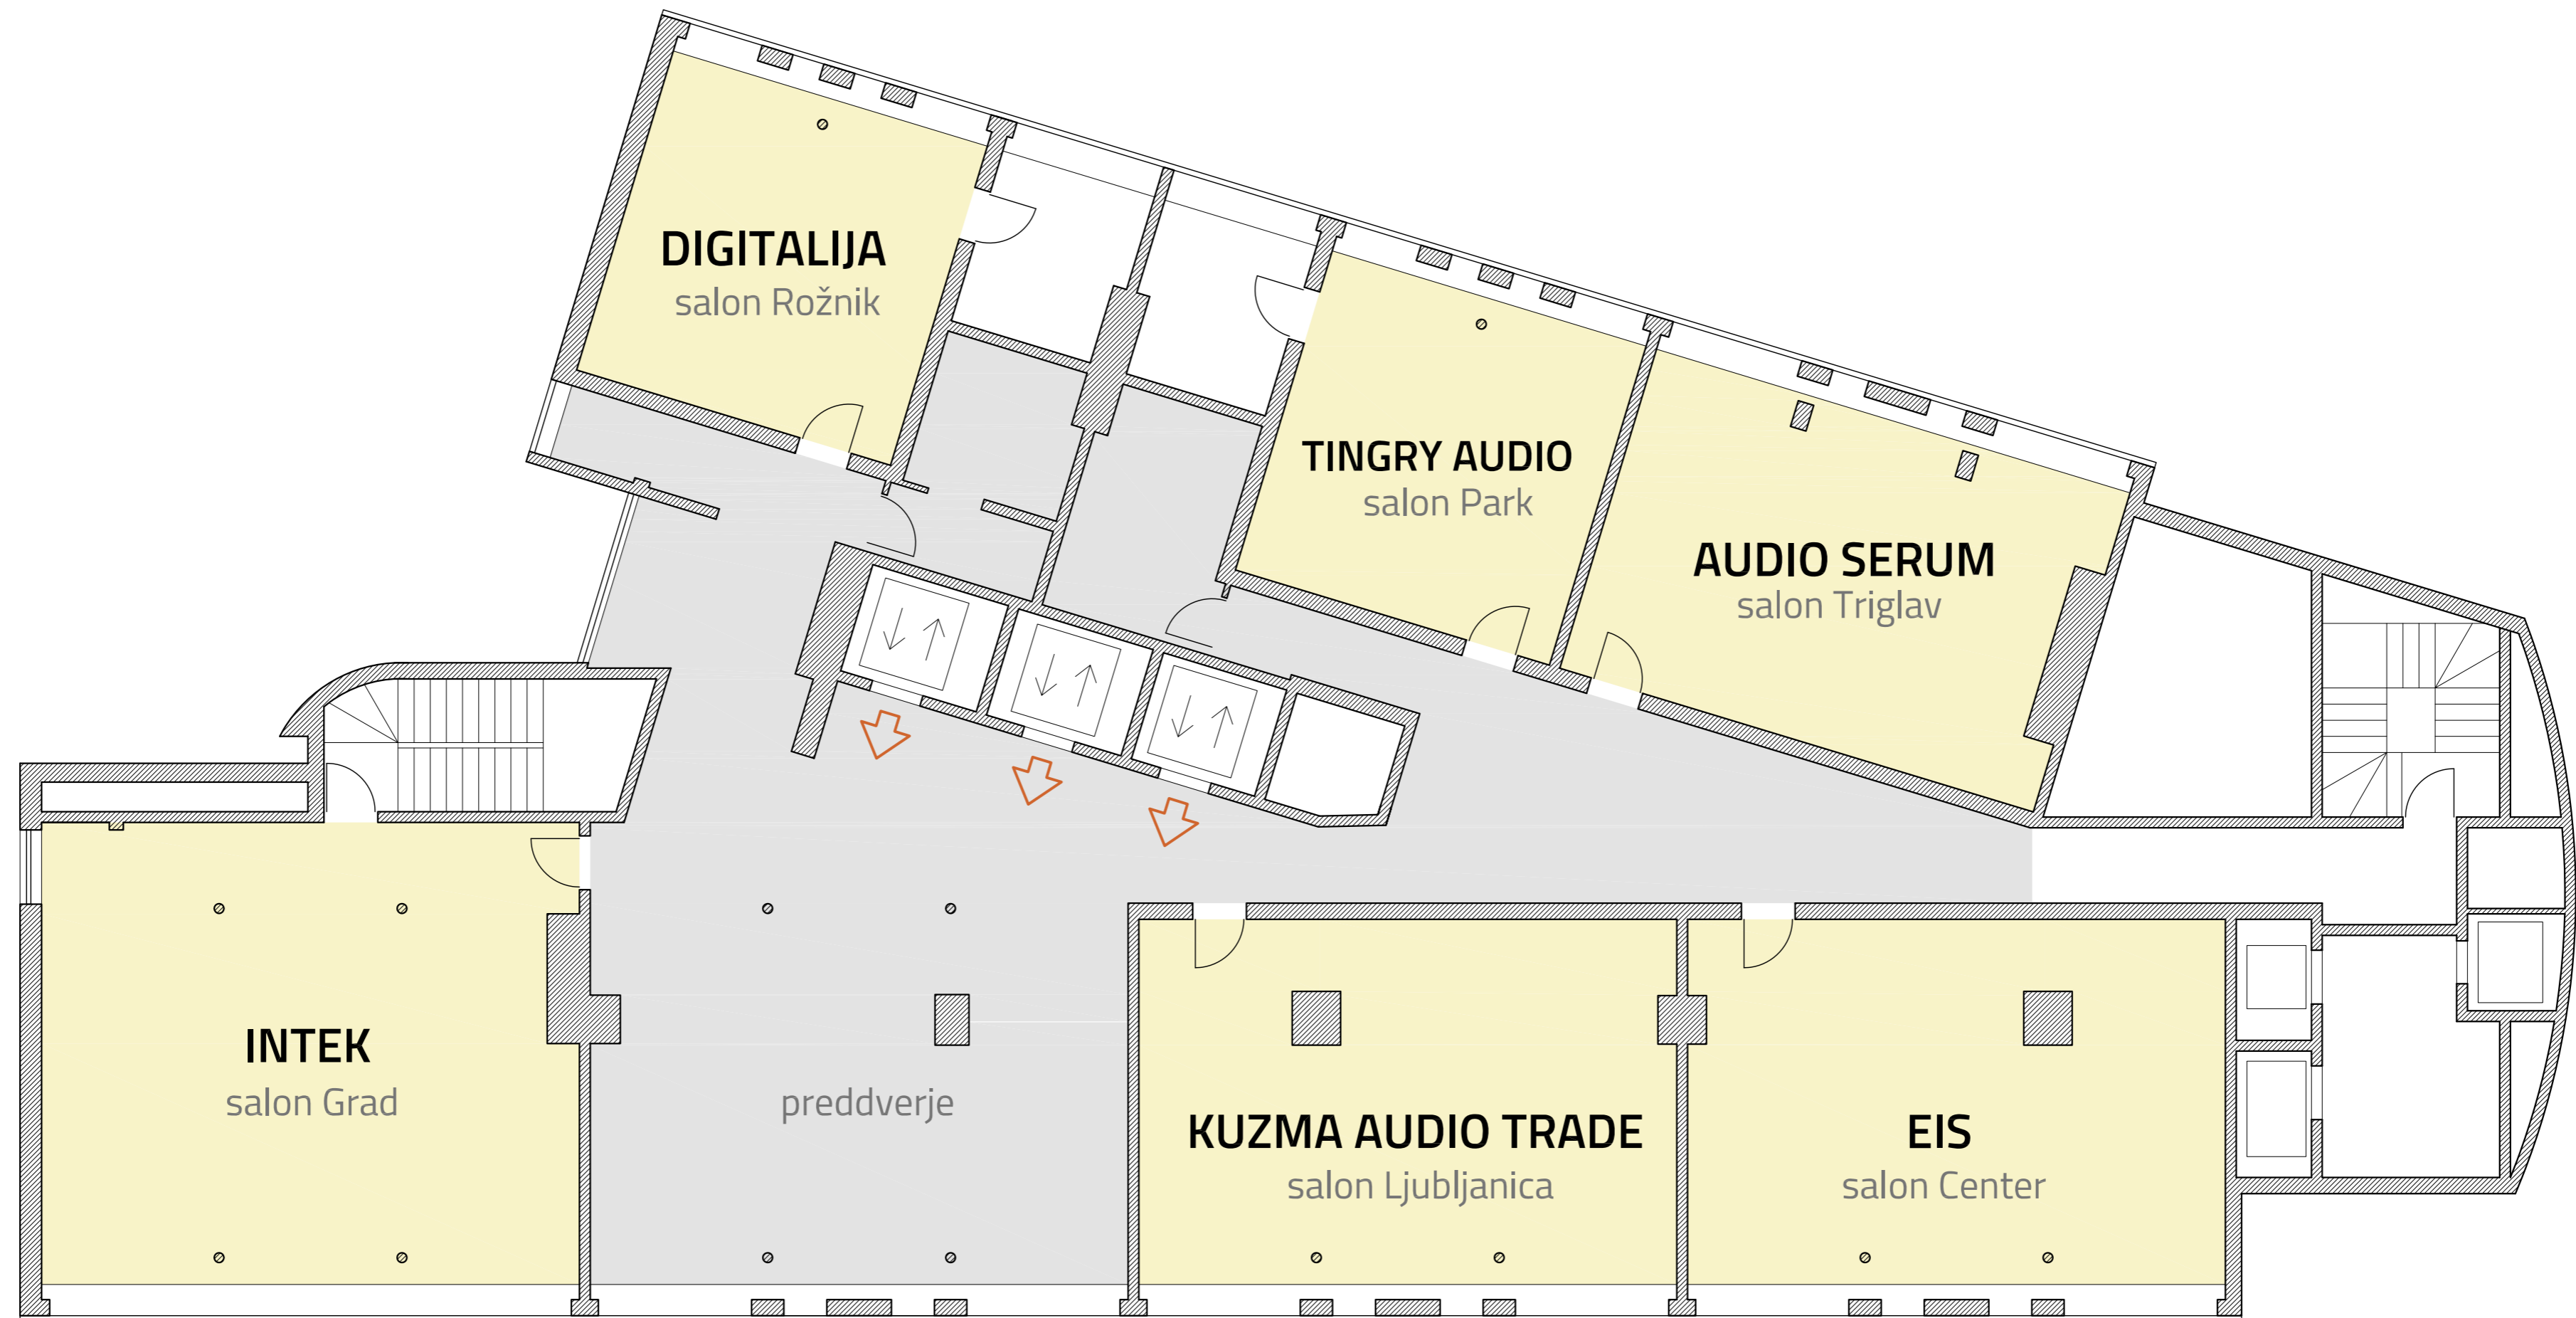 DIGITALIJA
salon Rožnik
TINGRY AUDIO
salon Park
AUDIO SERUM
salon Triglav
INTEK
salon Grad
preddverje
KUZMA AUDIO TRADE
salon Ljubljanica
EIS
salon Center